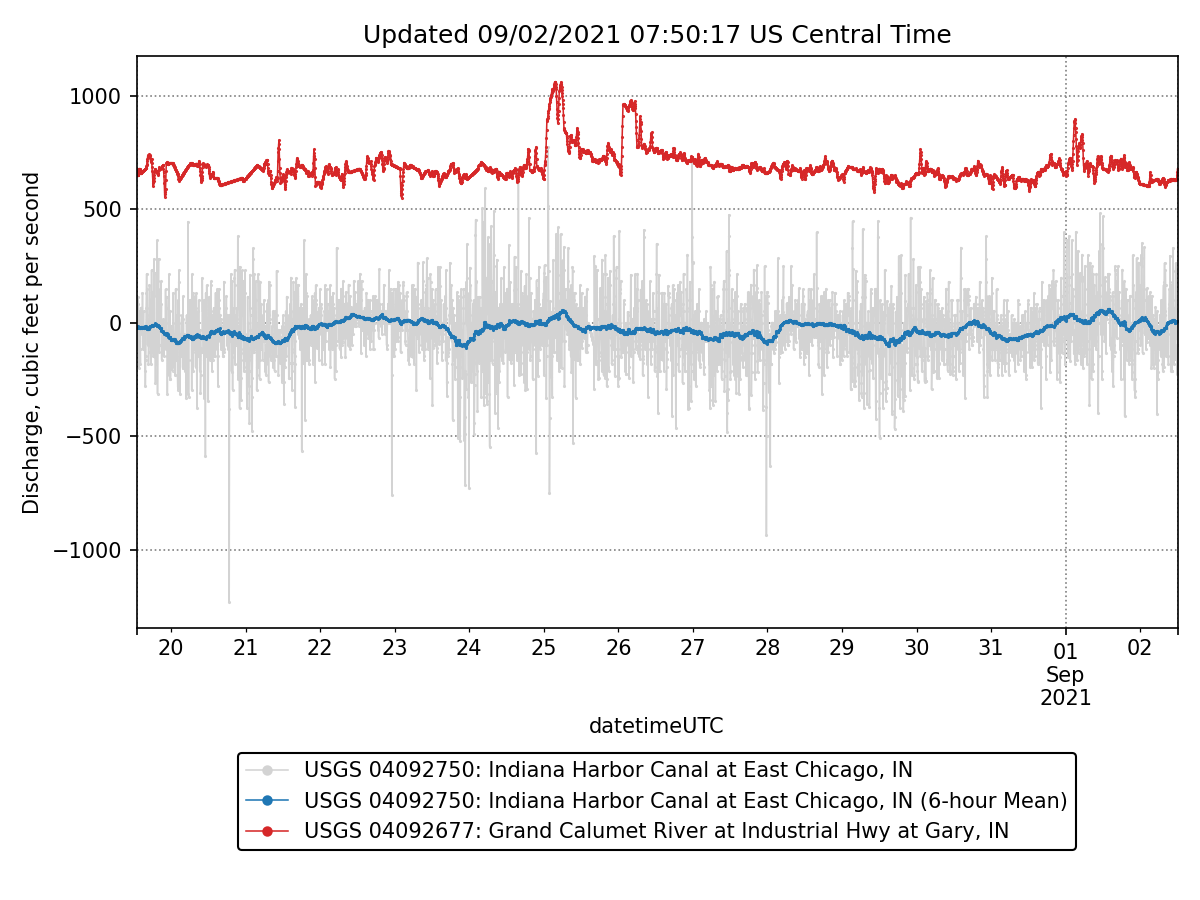 Updated 09/02/2021 07:50:17 US Central Time
Discharge, cubic feet per second
1000
500
0
−500
−1000
20 21 22 23 24 25 26 27 28 29 30 31 01 02
Sep
2021
datetimeUTC
USGS 04092750: Indiana Harbor Canal at East Chicago, IN
USGS 04092750: Indiana Harbor Canal at East Chicago, IN (6-hour Mean)
USGS 04092677: Grand Calumet River at Industrial Hwy at Gary, IN